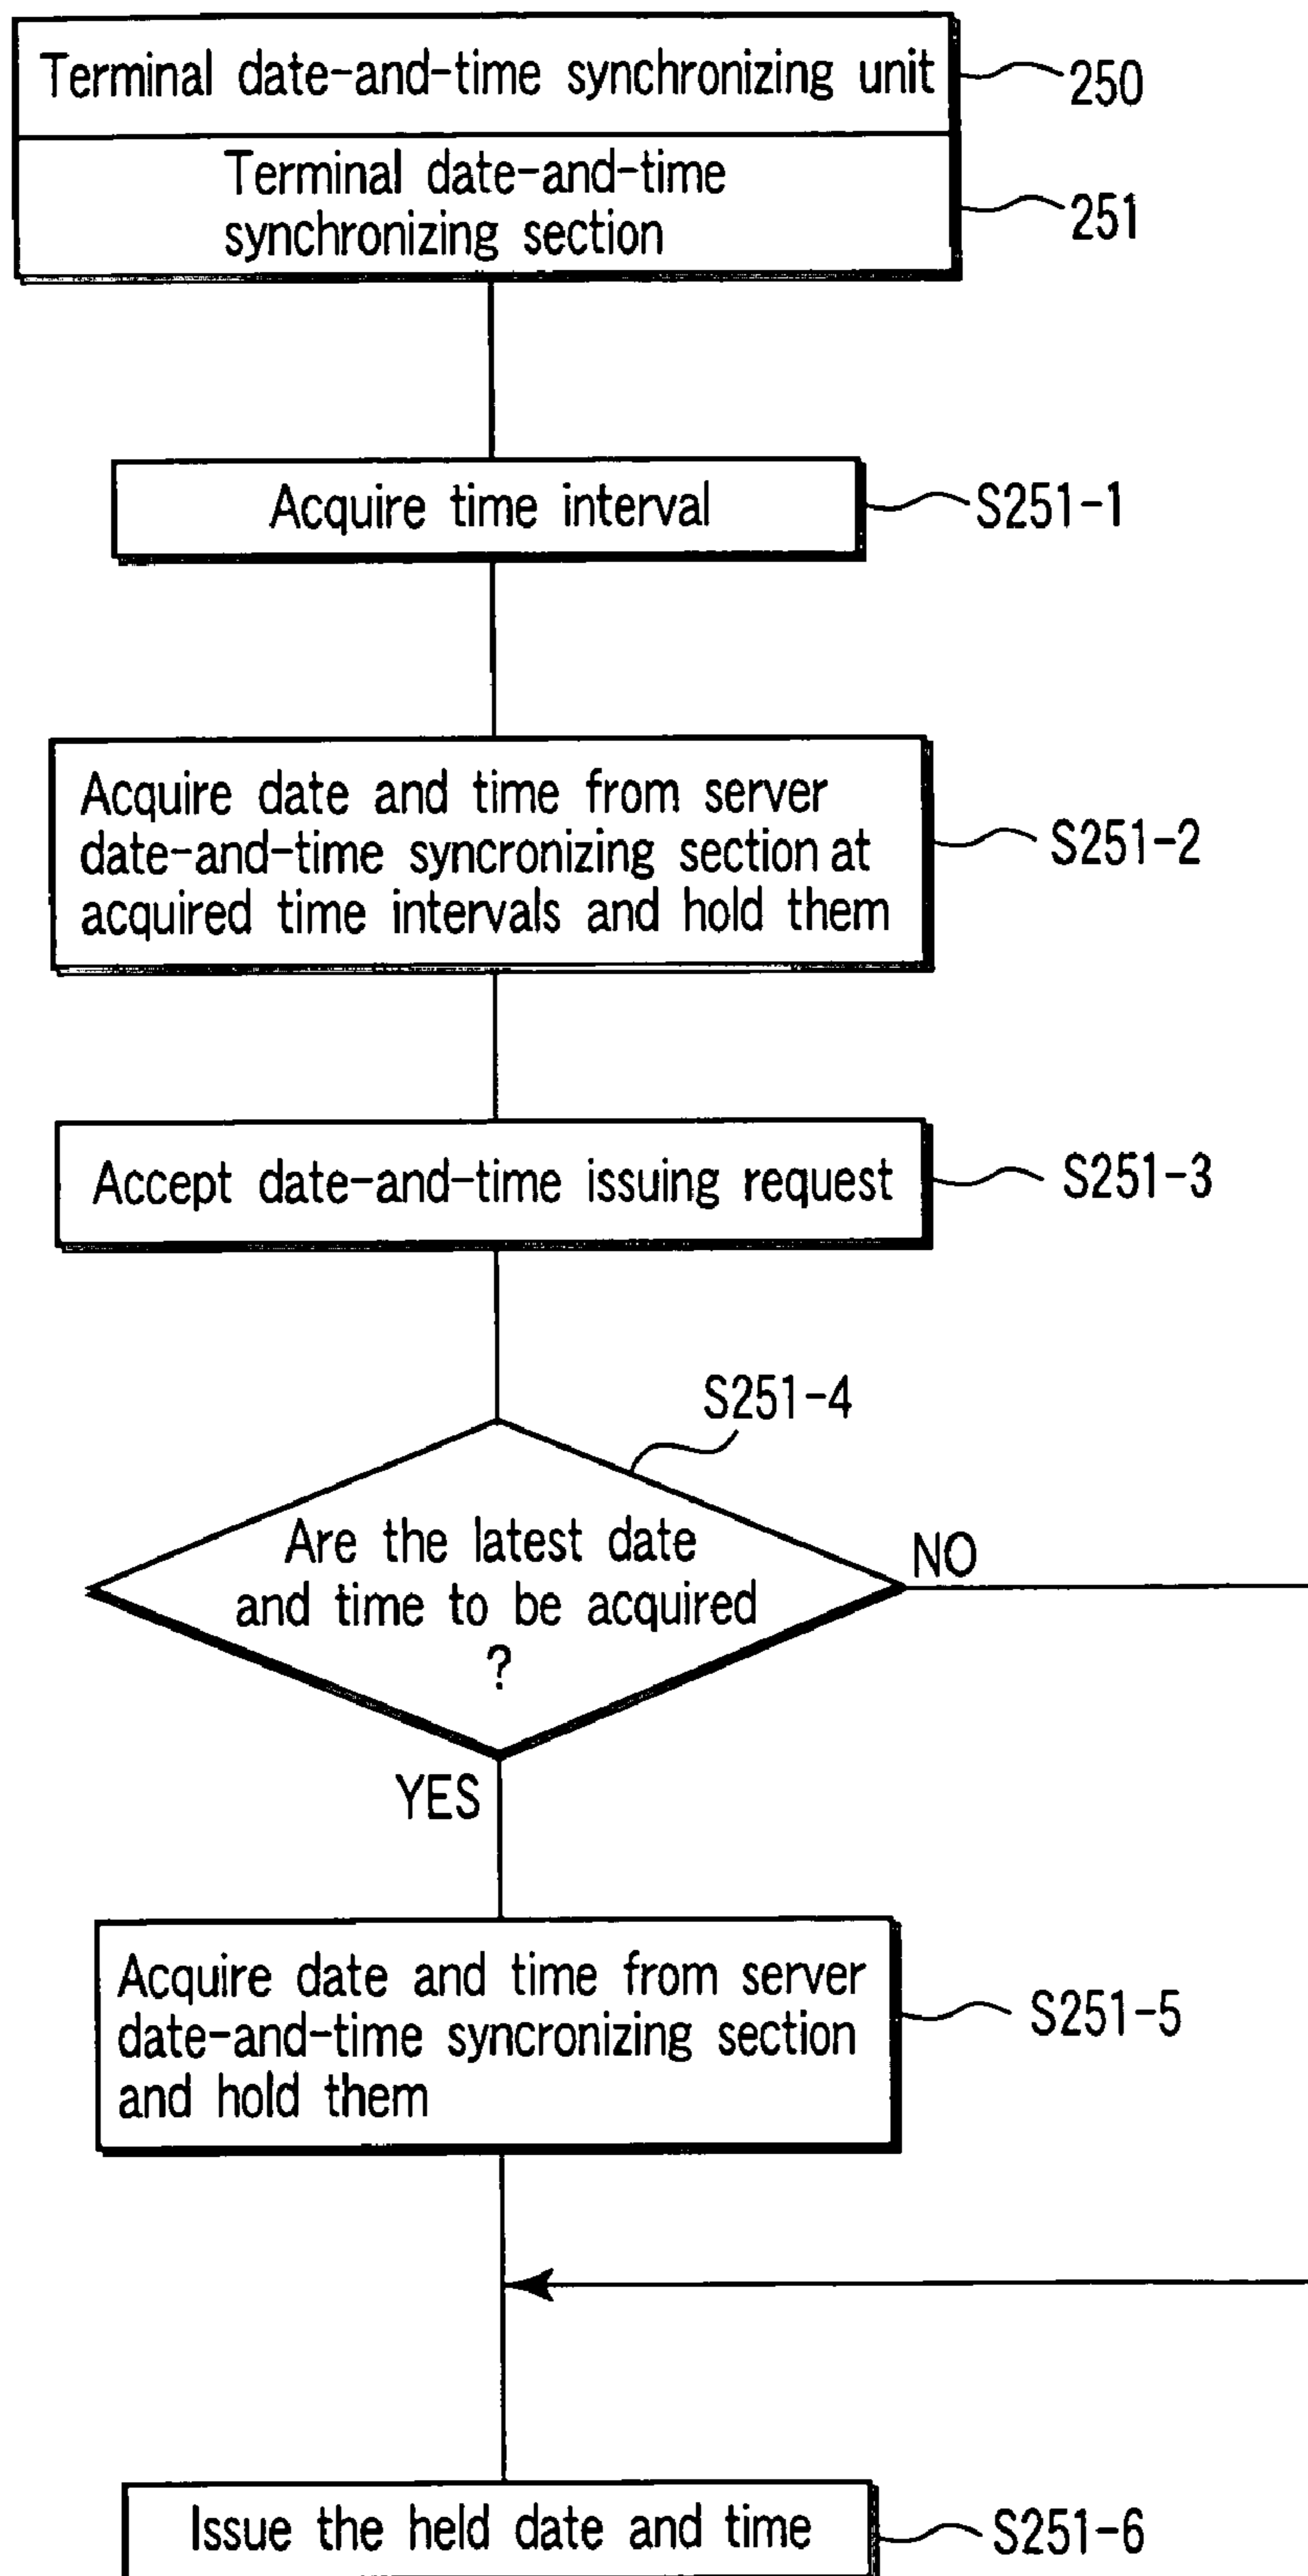 Terminal date-and-time synchronizing unit
250
Terminal date-and-time
synchronizing section
251
Acquire time interval
S251-1
Acquire date and time from server
date-and-time syncronizing section at
acquired time intervals and hold them
S251-2
Accept date-and-time issuing request
S251-3
S251-4
Are the latest date
and time to be acquired
?
NO
YES
Acquire date and time from server
date-and-time syncronizing section
and hold them
S251-5
Issue the held date and time
S251-6